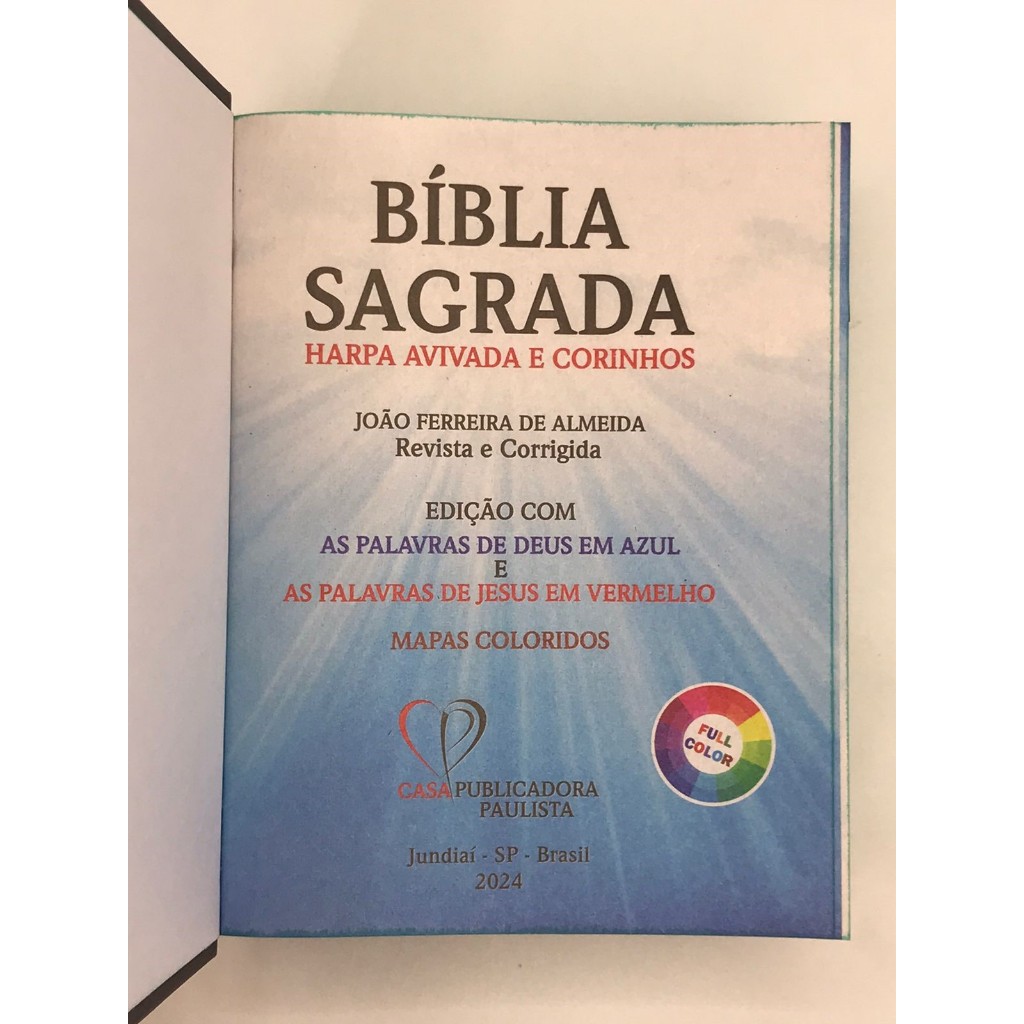 BÍBLIA
SAGRADA
HARPA AVIVADA E CORINHOS
JOÃO FERREIRA DE ALMEIDA
Revista e Corrigida
EDIÇÃO COM
AS PALAVRAS DE DEUS EM AZUL
E
AS PALAVRAS DE JESUS EM VERMELHO
MAPAS COLORIDOS
FULL
COLOR
CASA PUBLICADORA
PAULISTA
Jundiaí - SP - Brasil
2024